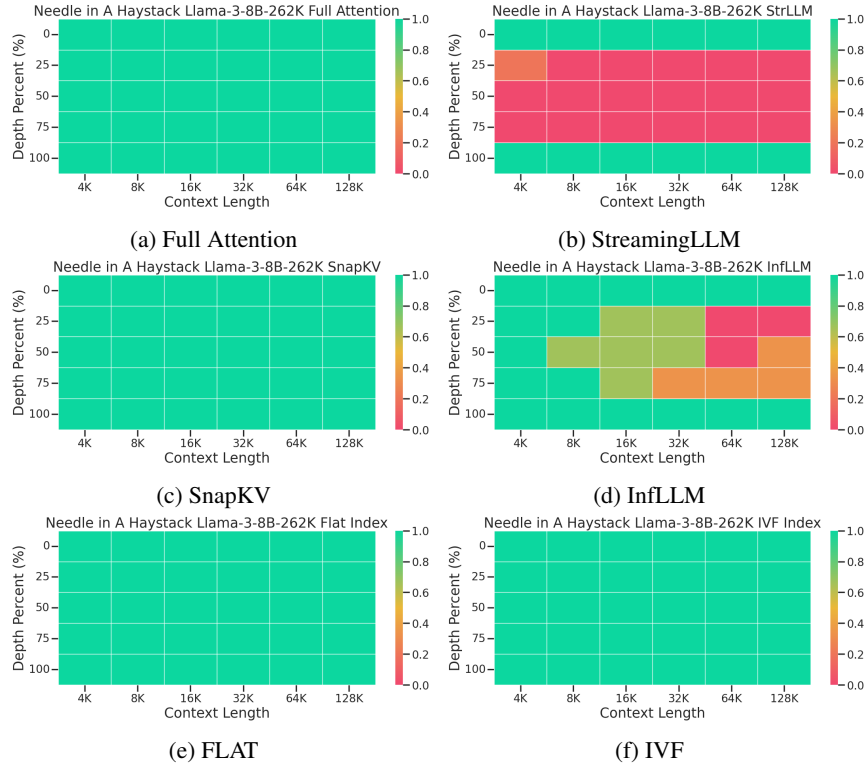 Needle in A Haystack Llama-3-8B-262K Full Attention
Depth Percent (%)
0
25
50
75
100
4K 8K 16K 32K 64K 128K
Context Length
1.0
0.8
0.6
0.4
0.2
0.0
(a) Full Attention
Needle in A Haystack Llama-3-8B-262K StrLLM
Depth Percent (%)
0
25
50
75
100
4K 8K 16K 32K 64K 128K
Context Length
1.0
0.8
0.6
0.4
0.2
0.0
(b) StreamingLLM
Needle in A Haystack Llama-3-8B-262K SnapKV
Depth Percent (%)
0
25
50
75
100
4K 8K 16K 32K 64K 128K
Context Length
1.0
0.8
0.6
0.4
0.2
0.0
(c) SnapKV
Needle in A Haystack Llama-3-8B-262K InfLLM
Depth Percent (%)
0
25
50
75
100
4K 8K 16K 32K 64K 128K
Context Length
1.0
0.8
0.6
0.4
0.2
0.0
(d) InfLLM
Needle in A Haystack Llama-3-8B-262K Flat Index
Depth Percent (%)
0
25
50
75
100
4K 8K 16K 32K 64K 128K
Context Length
1.0
0.8
0.6
0.4
0.2
0.0
(e) FLAT
Needle in A Haystack Llama-3-8B-262K IVF Index
Depth Percent (%)
0
25
50
75
100
4K 8K 16K 32K 64K 128K
Context Length
1.0
0.8
0.6
0.4
0.2
0.0
(f) IVF